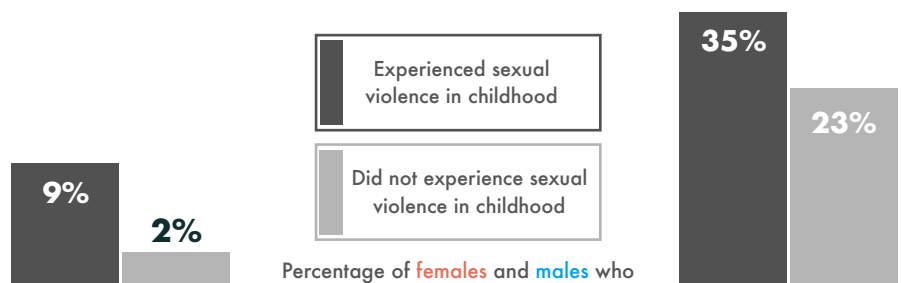 35%
Experienced sexual
violence in childhood
23%
9%
Did not experience sexual
violence in childhood
2%
Percentage of females and males who